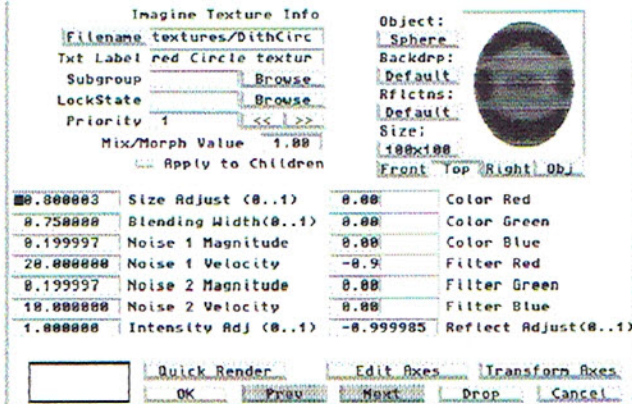 Imagine Texture Info
Filename textures/DithCirc
Txt Label red Circle textur
Subgroup Browse
LockState Browse
Priority 1 << >>
Mix/Morph Value 1.00
Apply to Children
Object:
Sphere
Backdrp:
Default
Rflctns:
Default
Size:
100x100
Front Top Right Obj
0.800003 Size Adjust (0..1) 0.00 Color Red
0.750000 Blending Width(0..1) 0.00 Color Green
0.199997 Noise 1 Magnitude 0.00 Color Blue
20.000000 Noise 1 Velocity -0.9 Filter Red
0.199997 Noise 2 Magnitude 0.00 Filter Green
10.000000 Noise 2 Velocity 0.00 Filter Blue
1.000000 Intensity Adj (0..1) -0.999985 Reflect Adjust(0..1)
Quick Render Edit Axes Transform Axes
OK Prev Next Drop Cancel